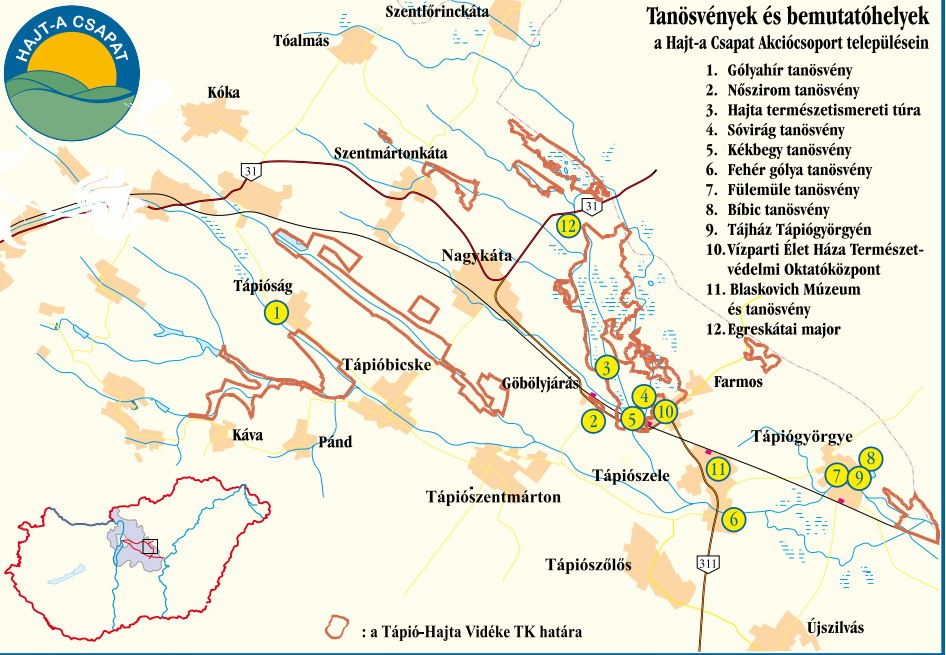 HAJT-A CSAPAT
Tanösvények és bemutatóhelyek
a Hajt-a Csapat Akciócsoport településein
1. Gólyahír tanösvény
2. Nőszirom tanösvény
3. Hajta természetismereti túra
4. Sóvirág tanösvény
5. Kékbegy tanösvény
6. Fehér gólya tanösvény
7. Fülemüle tanösvény
8. Bíbic tanösvény
9. Tájház Tápiógyörgyén
10. Vízparti Élet Háza Természet-
védelmi Oktatóközpont
11. Blaskovich Múzeum
és tanösvény
12. Egreskátai major
Szentlőrinckáta
Tóalmás
Kóka
Szentmártonkáta
31
31
12
Nagykáta
Tápióság
1
Tápióbicske
3
Göbölyjárás
Farmos
4
10
2
5
Káva
Pánd
Tápiógyörgye
8
Tápiószele
11
7
9
Tápiószentmárton
6
Tápiószőlős
311
Újszilvás
: a Tápió-Hajta Vidéke TK határa